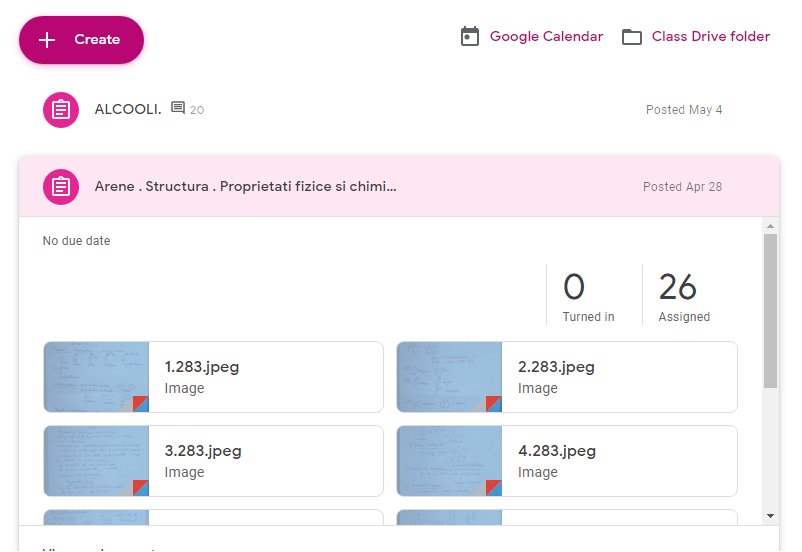 Create
Google Calendar
Class Drive folder
ALCOOLI.
20
Posted May 4
Arene . Structura . Proprietati fizice si chimi...
Posted Apr 28
No due date
0
Turned in
26
Assigned
1.283.jpeg
Image
2.283.jpeg
Image
3.283.jpeg
Image
4.283.jpeg
Image